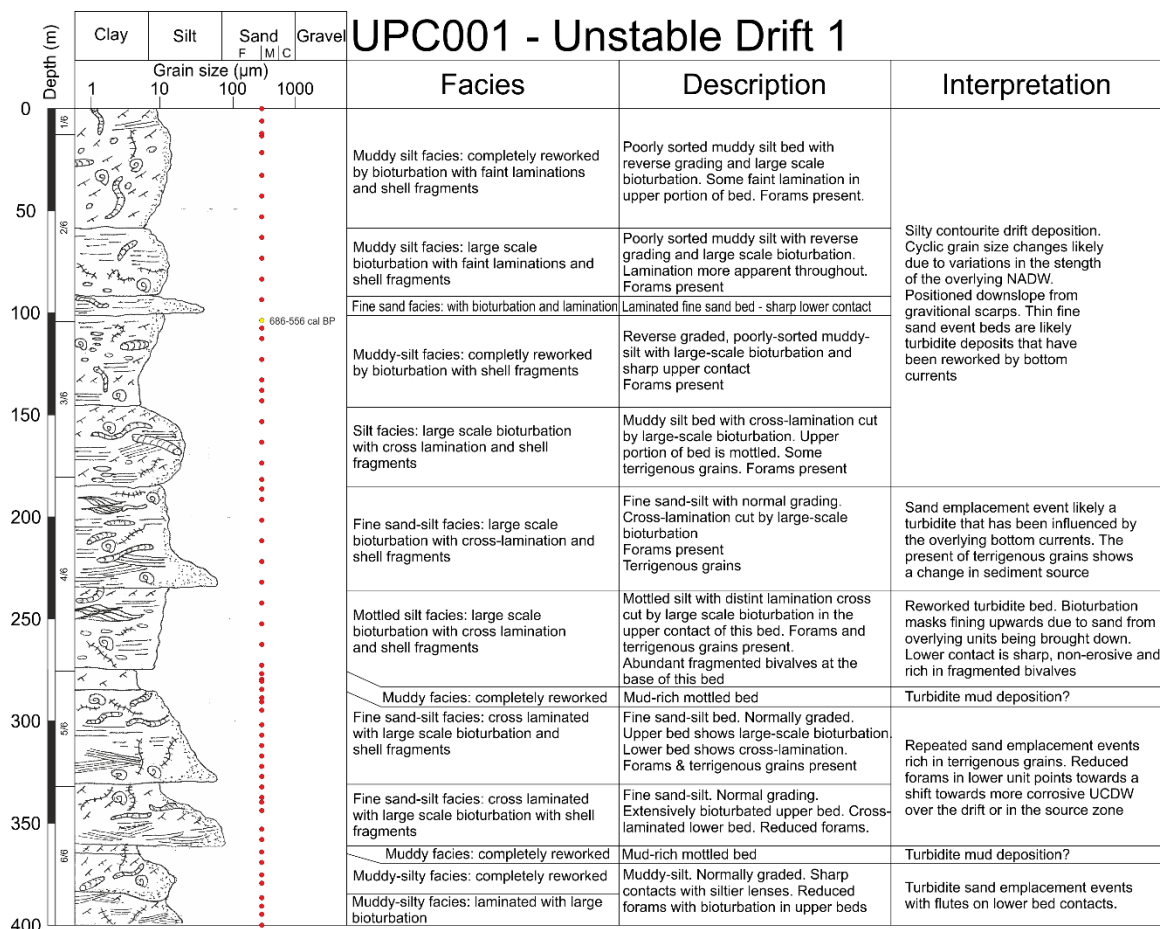 UPC001 - Unstable Drift 1
Depth (m)
Clay
Silt
Sand
F M C
Gravel
Grain size (µm)
1
10
100
1000
Facies
Description
Interpretation
0
50
100
150
200
250
300
350
400
1/6
2/6
3/6
4/6
5/6
6/6
686-556 cal BP
Muddy silt facies: completely reworked
by bioturbation with faint laminations
and shell fragments
Poorly sorted muddy silt bed with
reverse grading and large scale
bioturbation. Some faint lamination in
upper portion of bed. Forams present.
Muddy silt facies: large scale
bioturbation with faint laminations and
shell fragments
Poorly sorted muddy silt with reverse
grading and large scale bioturbation.
Lamination more apparent throughout.
Forams present
Fine sand facies: with bioturbation and lamination
Laminated fine sand bed - sharp lower contact
Muddy-silt facies: completly reworked
by bioturbation with shell fragments
Reverse graded, poorly-sorted muddy-
silt with large-scale bioturbation and
sharp upper contact
Forams present
Silt facies: large scale bioturbation
with cross lamination and shell
fragments
Muddy silt bed with cross-lamination cut
by large-scale bioturbation. Upper
portion of bed is mottled. Some
terrigenous grains. Forams present
Silty contourite drift deposition.
Cyclic grain size changes likely
due to variations in the stength
of the overlying NADW.
Positioned downslope from
gravitional scarps. Thin fine
sand event beds are likely
turbidite deposits that have
been reworked by bottom
currents
Fine sand-silt facies: large scale
bioturbation with cross-lamination and
shell fragments
Fine sand-silt with normal grading.
Cross-lamination cut by large-scale
bioturbation
Forams present
Terrigenous grains
Sand emplacement event likely a
turbidite that has been influenced by
the overlying bottom currents. The
present of terrigenous grains shows
a change in sediment source
Mottled silt facies: large scale
bioturbation with cross lamination
and shell fragments
Mottled silt with distint lamination cross
cut by large scale bioturbation in the
upper contact of this bed. Forams and
terrigenous grains present.
Abundant fragmented bivalves at the
base of this bed
Reworked turbidite bed. Bioturbation
masks fining upwards due to sand from
overlying units being brought down.
Lower contact is sharp, non-erosive and
rich in fragmented bivalves
Muddy facies: completely reworked
Mud-rich mottled bed
Turbidite mud deposition?
Fine sand-silt facies: cross laminated
with large scale bioturbation and
shell fragments
Fine sand-silt bed. Normally graded.
Upper bed shows large-scale bioturbation.
Lower bed shows cross-lamination.
Forams & terrigenous grains present
Repeated sand emplacement events
rich in terrigenous grains. Reduced
forams in lower unit points towards a
shift towards more corrosive UCDW
over the drift or in the source zone
Fine sand-silt facies: cross laminated
with large scale bioturbation with shell
fragments
Fine sand-silt. Normal grading.
Extensively bioturbated upper bed. Cross-
laminated lower bed. Reduced forams.
Muddy facies: completely reworked
Mud-rich mottled bed
Turbidite mud deposition?
Muddy-silty facies: completely reworked
Muddy-silty facies: laminated with large
bioturbation
Muddy-silt. Normally graded. Sharp
contacts with siltier lenses. Reduced
forams with bioturbation in upper beds
Turbidite sand emplacement events
with flutes on lower bed contacts.